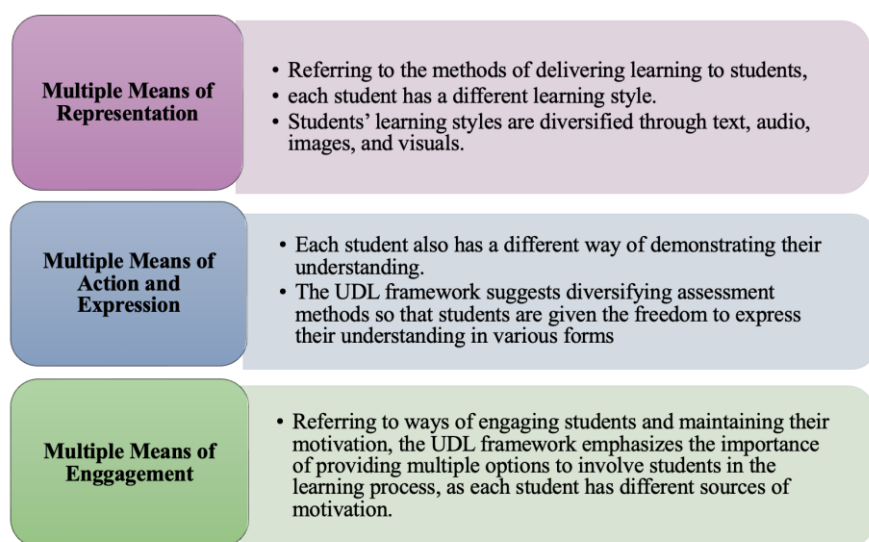 Multiple Means of
Representation
• Referring to the methods of delivering learning to students,
• each student has a different learning style.
• Students’ learning styles are diversified through text, audio,
images, and visuals.
Multiple Means of
Action and
Expression
• Each student also has a different way of demonstrating their
understanding.
• The UDL framework suggests diversifying assessment
methods so that students are given the freedom to express
their understanding in various forms
Multiple Means of
Enggagement
• Referring to ways of engaging students and maintaining their
motivation, the UDL framework emphasizes the importance
of providing multiple options to involve students in the
learning process, as each student has different sources of
motivation.